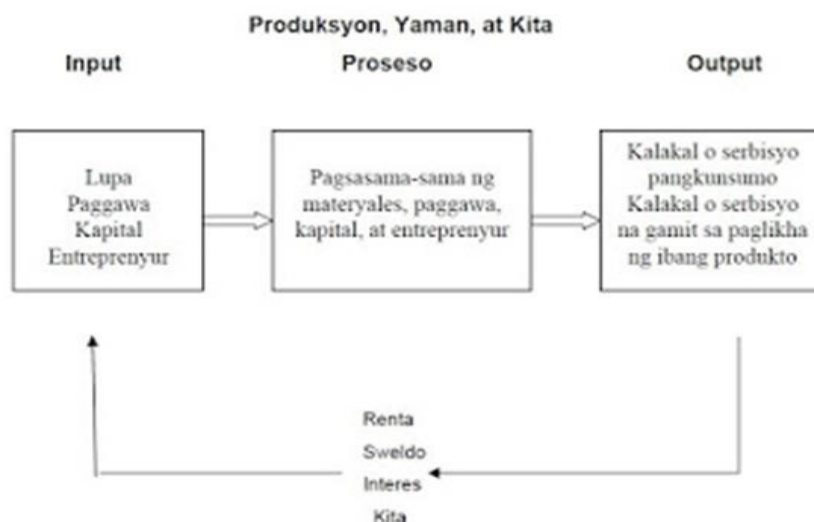 Produksyon, Yaman, at Kita
Input
Proseso
Output
Lupa
Paggawa
Kapital
Entreprenyur
Pagsasama-sama ng
materyales, paggawa,
kapital, at entreprenyur
Kalakal o serbisyo
pangkunsumo
Kalakal o serbisyo
na gamit sa paglikha
ng ibang produkto
Renta
Sweldo
Interes
Kita